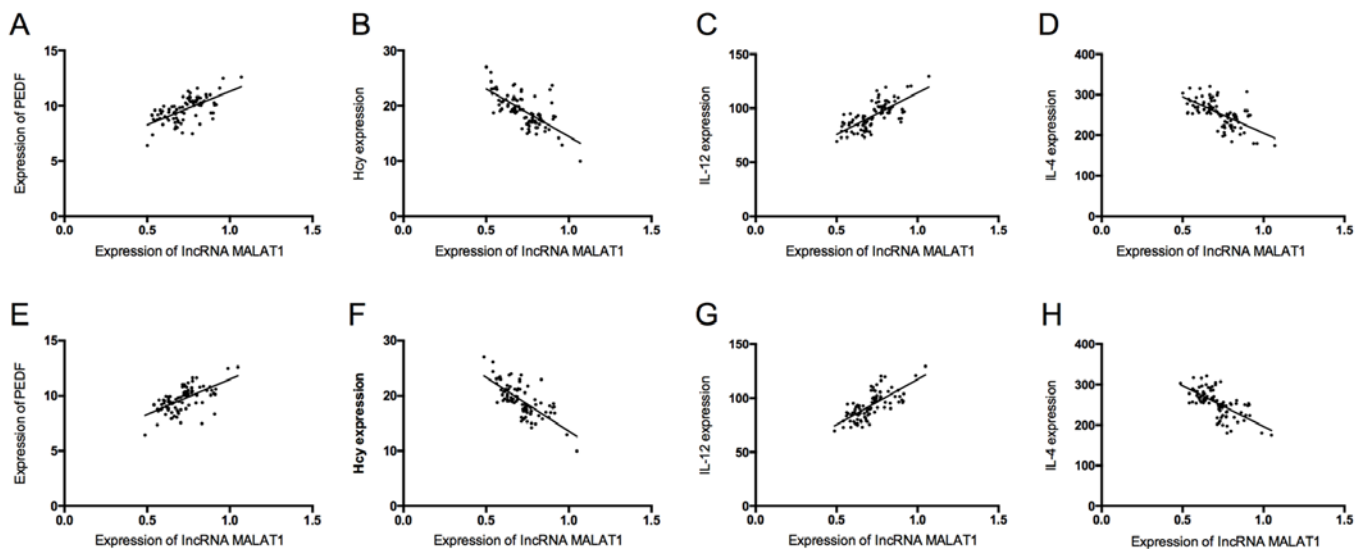 A
15
10
5
0
0.0 0.5 1.0 1.5
Expression of PEDF
Expression of lncRNA MALAT1
B
30
20
10
0
0.0 0.5 1.0 1.5
Hcy expression
Expression of lncRNA MALAT1
C
150
100
50
0
0.0 0.5 1.0 1.5
IL-12 expression
Expression of lncRNA MALAT1
D
400
300
200
100
0
0.0 0.5 1.0 1.5
IL-4 expression
Expression of lncRNA MALAT1
E
15
10
5
0
0.0 0.5 1.0 1.5
Expression of PEDF
Expression of lncRNA MALAT1
F
30
20
10
0
0.0 0.5 1.0 1.5
Hcy expression
Expression of lncRNA MALAT1
G
150
100
50
0
0.0 0.5 1.0 1.5
IL-12 expression
Expression of lncRNA MALAT1
H
400
300
200
100
0
0.0 0.5 1.0 1.5
IL-4 expression
Expression of lncRNA MALAT1